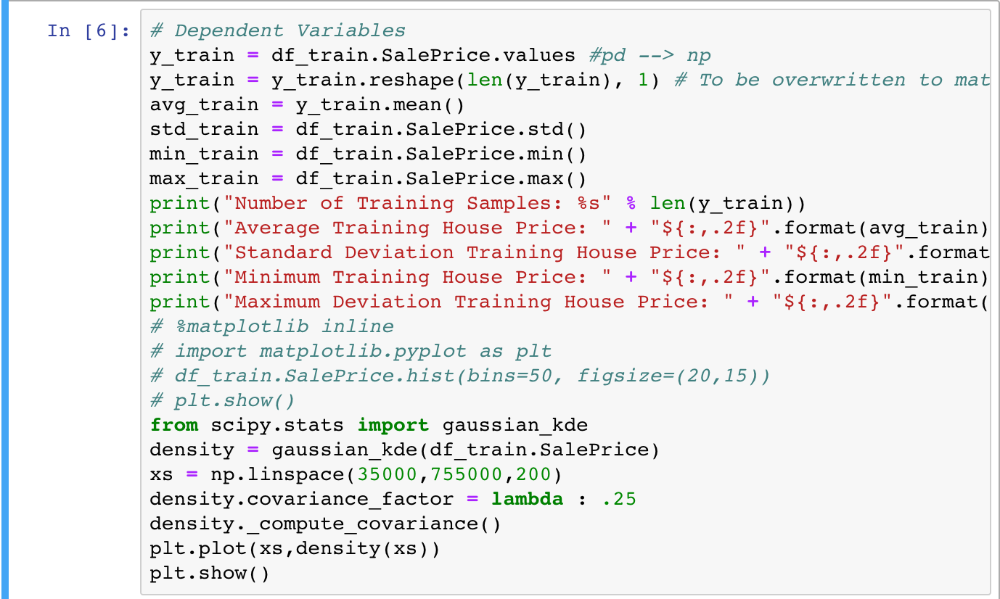 In [6]:
# Dependent Variables
y_train = df_train.SalePrice.values #pd --> np
y_train = y_train.reshape(len(y_train), 1) # To be overwritten to mat
avg_train = y_train.mean()
std_train = df_train.SalePrice.std()
min_train = df_train.SalePrice.min()
max_train = df_train.SalePrice.max()
print("Number of Training Samples: %s" % len(y_train))
print("Average Training House Price: " + "${:,.2f}".format(avg_train)
print("Standard Deviation Training House Price: " + "${:,.2f}".format
print("Minimum Training House Price: " + "${:,.2f}".format(min_train)
print("Maximum Deviation Training House Price: " + "${:,.2f}".format(
# %matplotlib inline
# import matplotlib.pyplot as plt
# df_train.SalePrice.hist(bins=50, figsize=(20,15))
# plt.show()
from scipy.stats import gaussian_kde
density = gaussian_kde(df_train.SalePrice)
xs = np.linspace(35000,755000,200)
density.covariance_factor = lambda : .25
density._compute_covariance()
plt.plot(xs,density(xs))
plt.show()